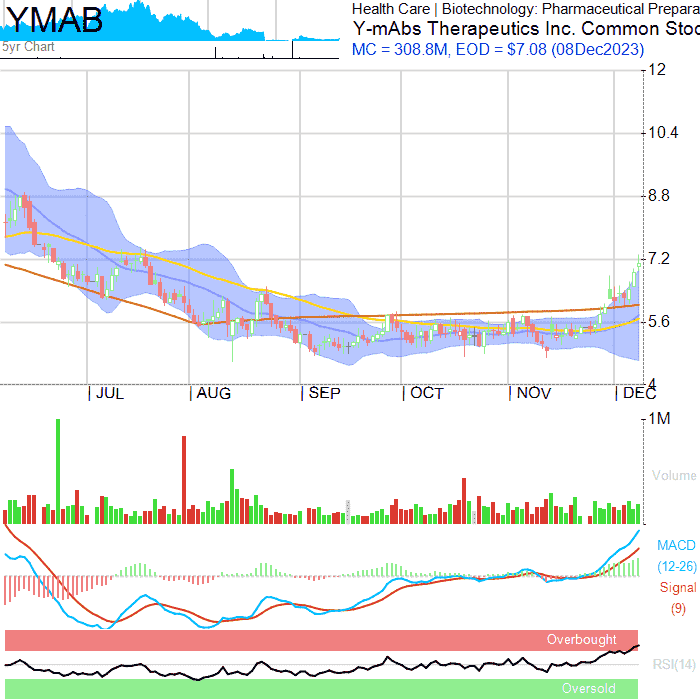 YMAB
5yr Chart
Health Care | Biotechnology: Pharmaceutical Prepara
Y-mAbs Therapeutics Inc. Common Stoc
MC = 308.8M, EOD = $7.08 (08Dec2023)
12
10.4
8.8
7.2
5.6
4
JUL
AUG
SEP
OCT
NOV
DEC
1M
Volume
MACD
(12-26)
Signal
(9)
Overbought
RSI(14)
Oversold